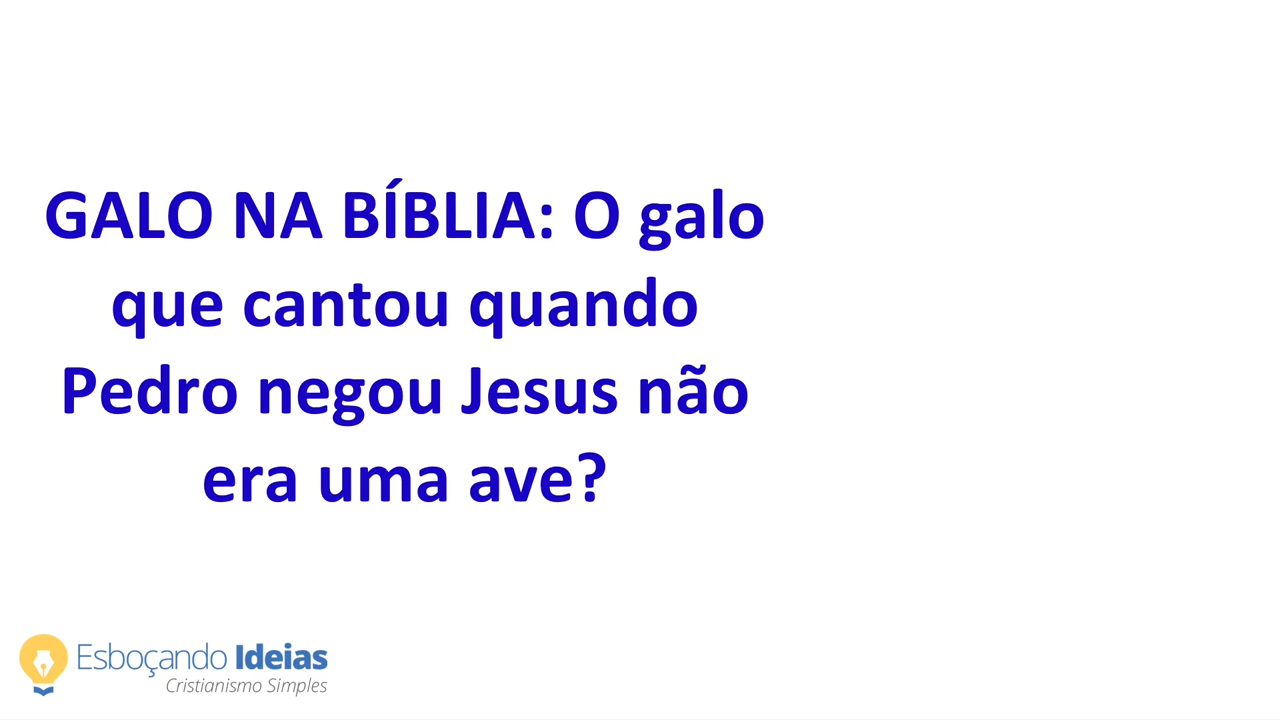 GALO NA BÍBLIA: O galo
que cantou quando
Pedro negou Jesus não
era uma ave?
Esboçando Ideias
Cristianismo Simples